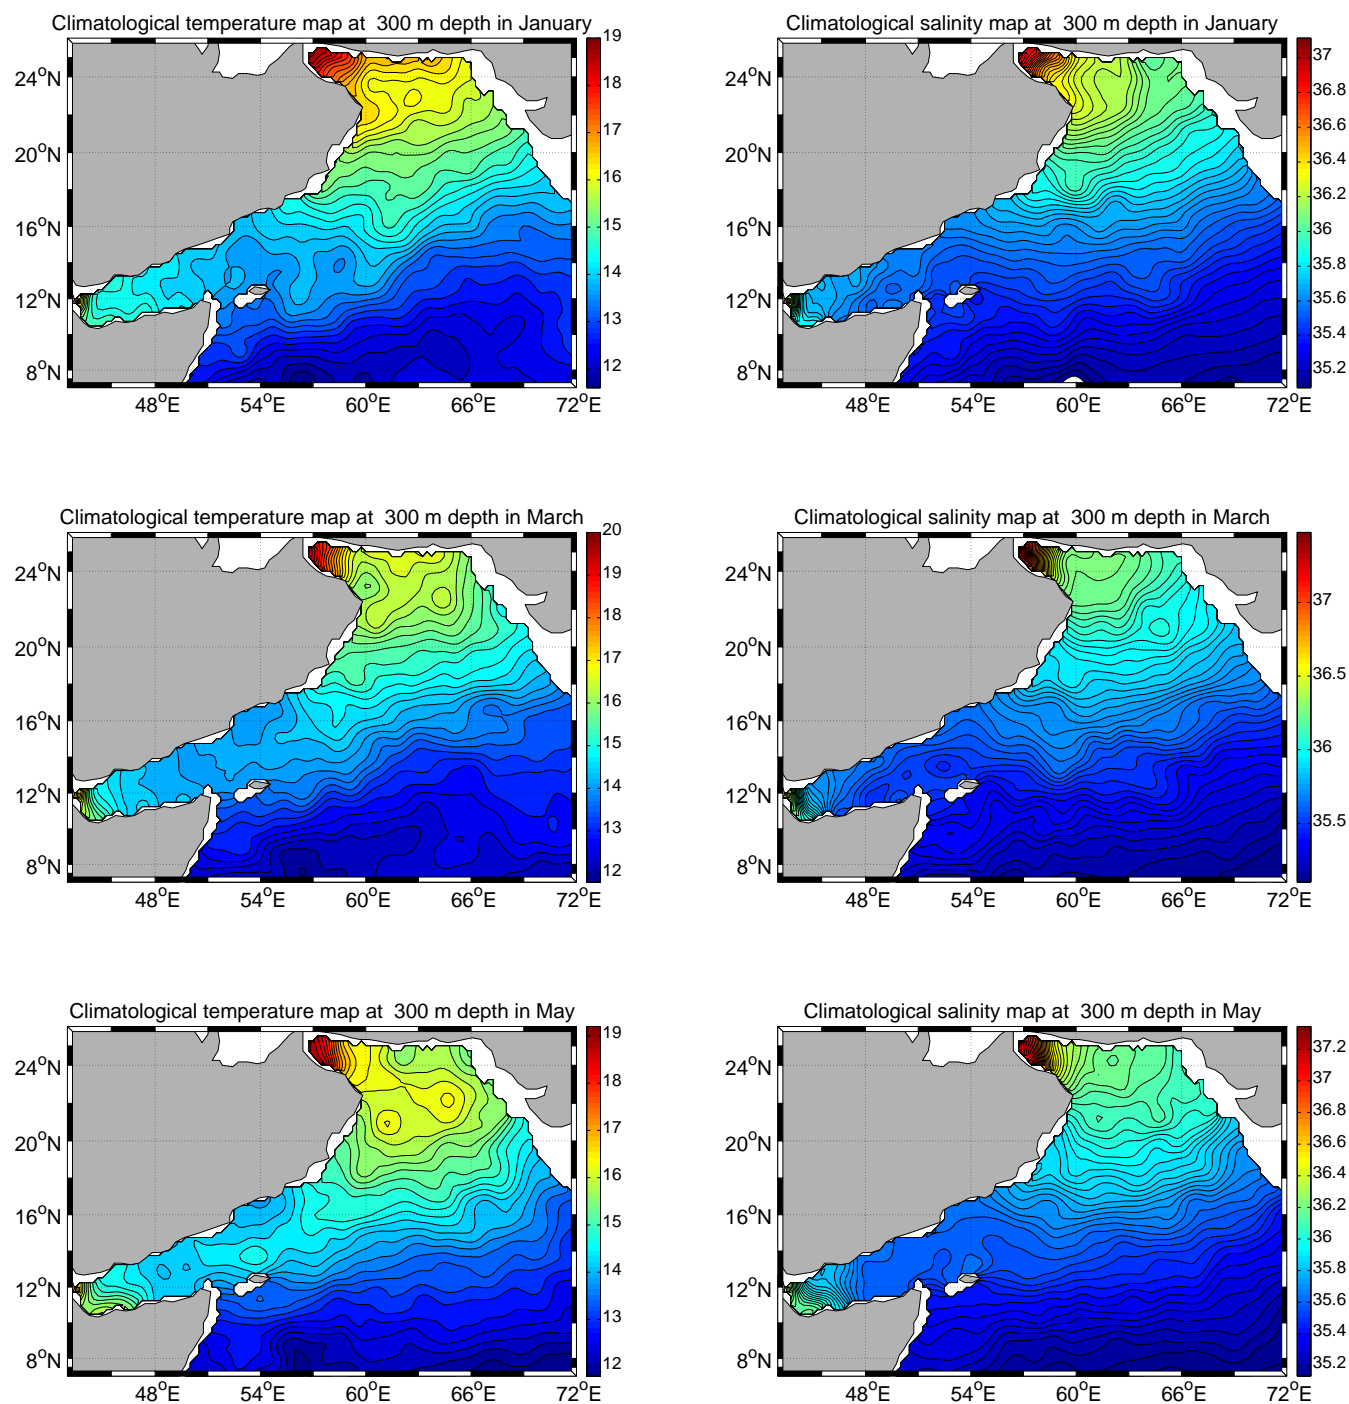 Climatological temperature map at 300 m depth in January
Climatological salinity map at 300 m depth in January
24°N
20°N
16°N
12°N
8°N
48°E 54°E 60°E 66°E 72°E
19
18
17
16
15
14
13
12
24°N
20°N
16°N
12°N
8°N
48°E 54°E 60°E 66°E 72°E
37
36.8
36.6
36.4
36.2
36
35.8
35.6
35.4
35.2
Climatological temperature map at 300 m depth in March
Climatological salinity map at 300 m depth in March
24°N
20°N
16°N
12°N
8°N
48°E 54°E 60°E 66°E 72°E
20
19
18
17
16
15
14
13
12
24°N
20°N
16°N
12°N
8°N
48°E 54°E 60°E 66°E 72°E
37
36.5
36
35.5
Climatological temperature map at 300 m depth in May
Climatological salinity map at 300 m depth in May
24°N
20°N
16°N
12°N
8°N
48°E 54°E 60°E 66°E 72°E
19
18
17
16
15
14
13
12
24°N
20°N
16°N
12°N
8°N
48°E 54°E 60°E 66°E 72°E
37.2
37
36.8
36.6
36.4
36.2
36
35.8
35.6
35.4
35.2